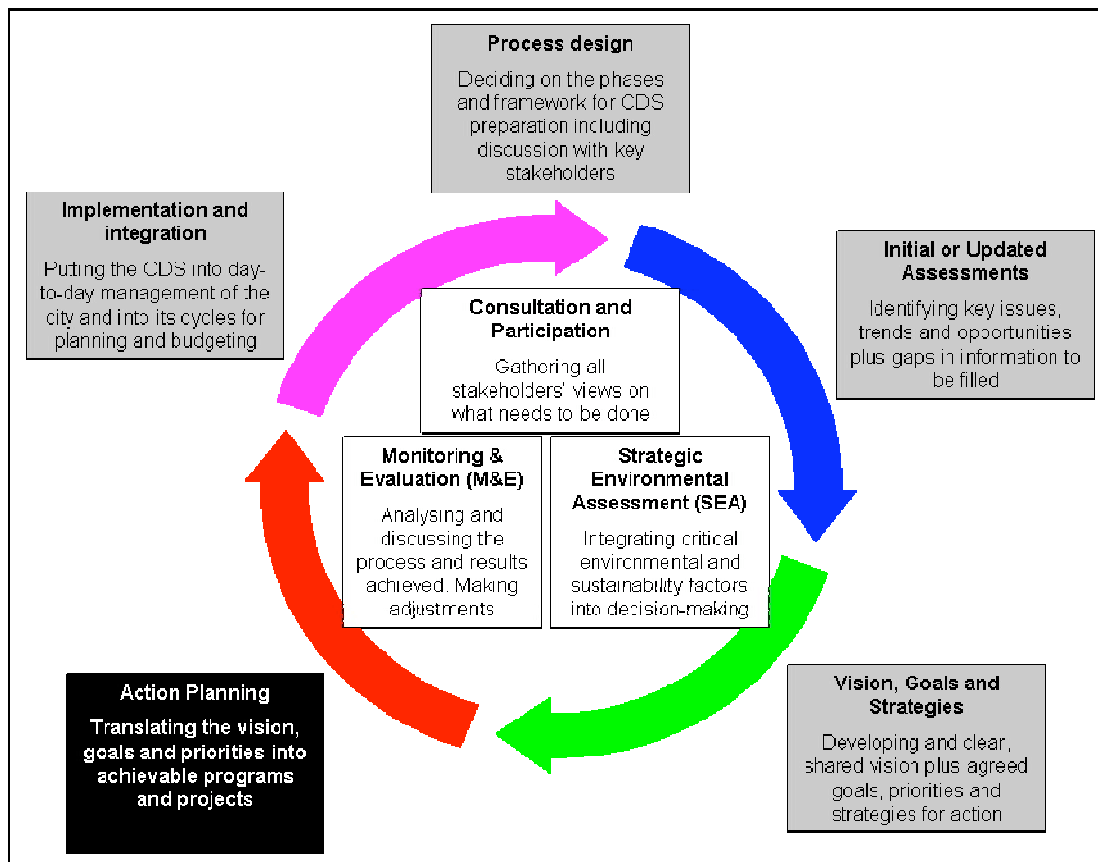 Process design
Deciding on the phases
and framework for CDS
preparation including
discussion with key
stakeholders
Implementation and
integration
Putting the CDS into day-
to-day management of the
city and into its cycles for
planning and budgeting
Initial or Updated
Assessments
Identifying key issues,
trends and opportunities
plus gaps in information to
be filled
Consultation and
Participation
Gathering all
stakeholders' views on
what needs to be done
Monitoring &
Evaluation (M&E)
Analysing and
discussing the
process and results
achieved. Making
adjustments
Strategic
Environmental
Assessment (SEA)
Integrating critical
environmental and
sustainability factors
into decision-making
Action Planning
Translating the vision,
goals and priorities into
achievable programs
and projects
Vision, Goals and
Strategies
Developing and clear,
shared vision plus agreed
goals, priorities and
strategies for action